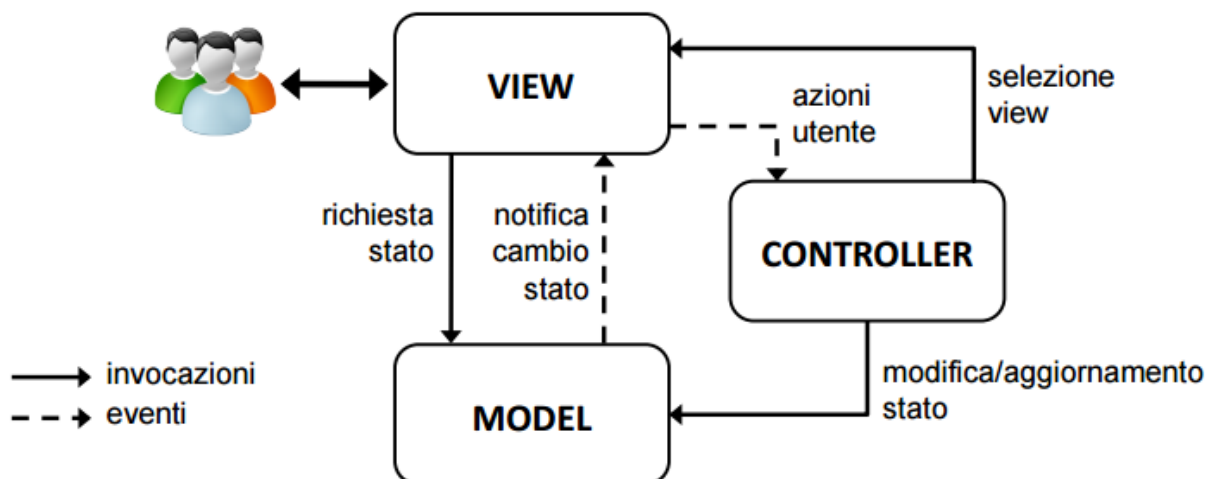 VIEW
selezione
view
azioni
utente
richiesta
stato
notifica
cambio
stato
CONTROLLER
invocazioni
eventi
MODEL
modifica/aggiornamento
stato